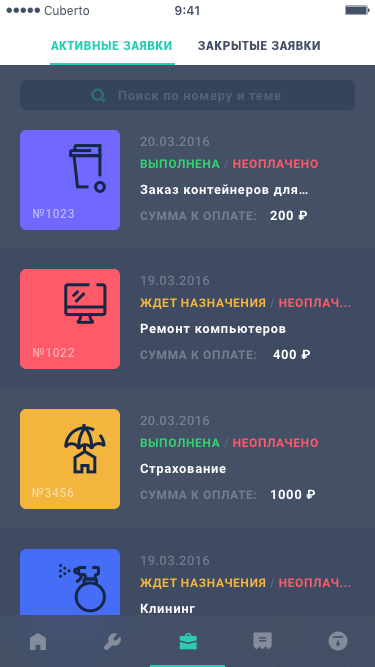 Cuberto 9:41
АКТИВНЫЕ ЗАЯВКИ ЗАКРЫТЫЕ ЗАЯВКИ
Поиск по номеру и теме
20.03.2016
ВЫПОЛНЕНА / НЕОПЛАЧЕНО
Заказ контейнеров для...
№1023
СУММА К ОПЛАТЕ: 200 ₽
19.03.2016
ЖДЕТ НАЗНАЧЕНИЯ / НЕОПЛАЧ...
Ремонт компьютеров
№1022
СУММА К ОПЛАТЕ: 400 ₽
20.03.2016
ВЫПОЛНЕНА / НЕОПЛАЧЕНО
Страхование
№3456
СУММА К ОПЛАТЕ: 1000 ₽
19.03.2016
ЖДЕТ НАЗНАЧЕНИЯ / НЕОПЛАЧ...
Клининг